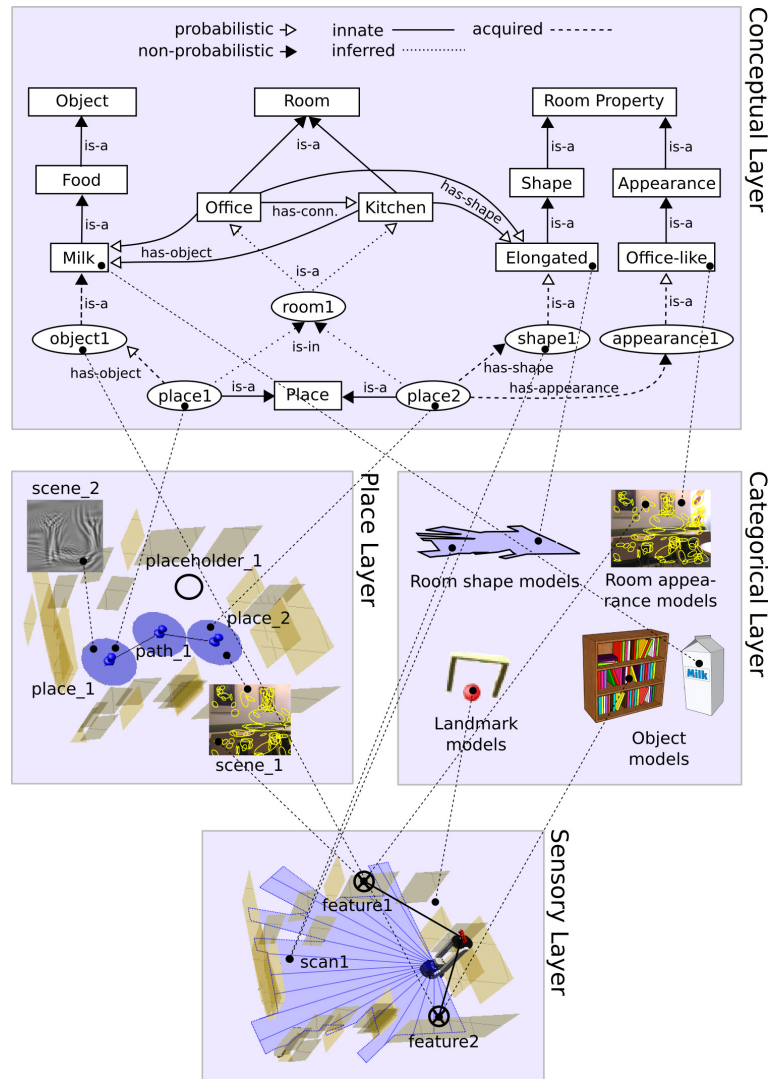 Conceptual Layer
probabilistic
innate
acquired
non-probabilistic
inferred
Object
Room
Room Property
is-a
is-a
is-a
is-a
Food
Shape
Appearance
is-a
Office
has-conn.
Kitchen
has-shape
is-a
is-a
Milk
has-object
Elongated
Office-like
is-a
is-a
is-a
is-a
room1
object1
is-in
shape1
appearance1
has-object
has-shape
place1
is-a
Place
is-a
place2
has-appearance
Place Layer
scene_2
placeholder_1
place_2
path_1
place_1
scene_1
Categorical Layer
Room shape models
Room appea-
rance models
Milk
Landmark
models
Object
models
Sensory Layer
feature1
scan1
feature2